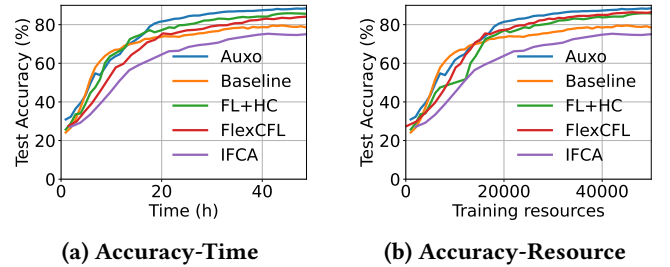 80
60
40
20
0
Test Accuracy (%)
Auxo
Baseline
FL+HC
FlexCFL
IFCA
0
20
40
Time (h)
(a) Accuracy-Time
80
60
40
20
0
Test Accuracy (%)
Auxo
Baseline
FL+HC
FlexCFL
IFCA
0
20000
40000
Training resources
(b) Accuracy-Resource